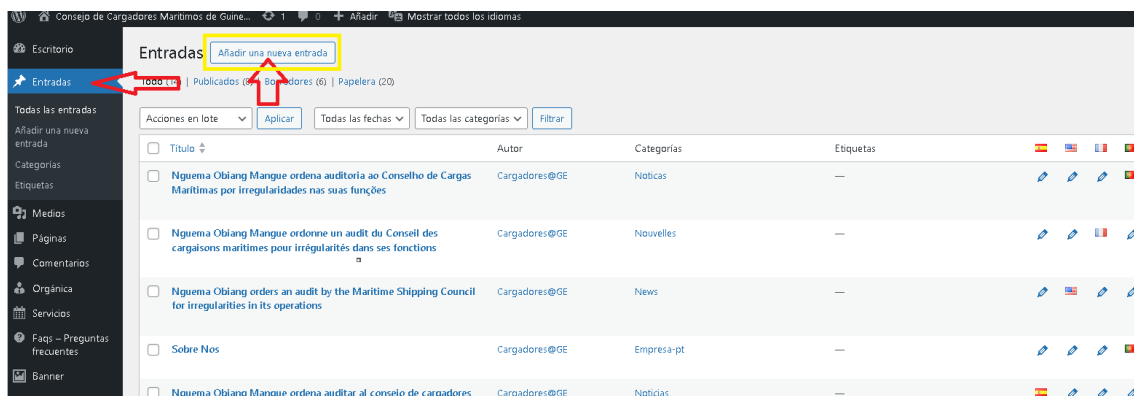 Consejo de Cargadores Marítimos de Guine... 1 0 + Añadir Mostrar todos los idiomas
Escritorio
Entradas
Todas las entradas
Añadir una nueva
entrada
Categorías
Etiquetas
Medios
Páginas
Comentarios
Orgánica
Servicios
Faqs – Preguntas
frecuentes
Banner
Entradas Añadir una nueva entrada
Todo (14) | Publicados (8) | Borradores (6) | Papelera (20)
Acciones en lote Aplicar Todas las fechas Todas las categorías Filtrar
Título Autor Categorías Etiquetas
Nguema Obiang Mangue ordena auditoria ao Conselho de Cargas Cargadores@GE Noticas —
Marítimas por irregularidades nas suas funções
Nguema Obiang Mangue ordonne un audit du Conseil des Cargadores@GE Nouvelles —
cargaisons maritimes pour irrégularités dans ses fonctions
Nguema Obiang orders an audit by the Maritime Shipping Council Cargadores@GE News —
for irregularities in its operations
Sobre Nos Cargadores@GE Empresa-pt —
Nguema Obiang Mangue ordena auditar al consejo de cargadores Cargadores@GE Noticias —